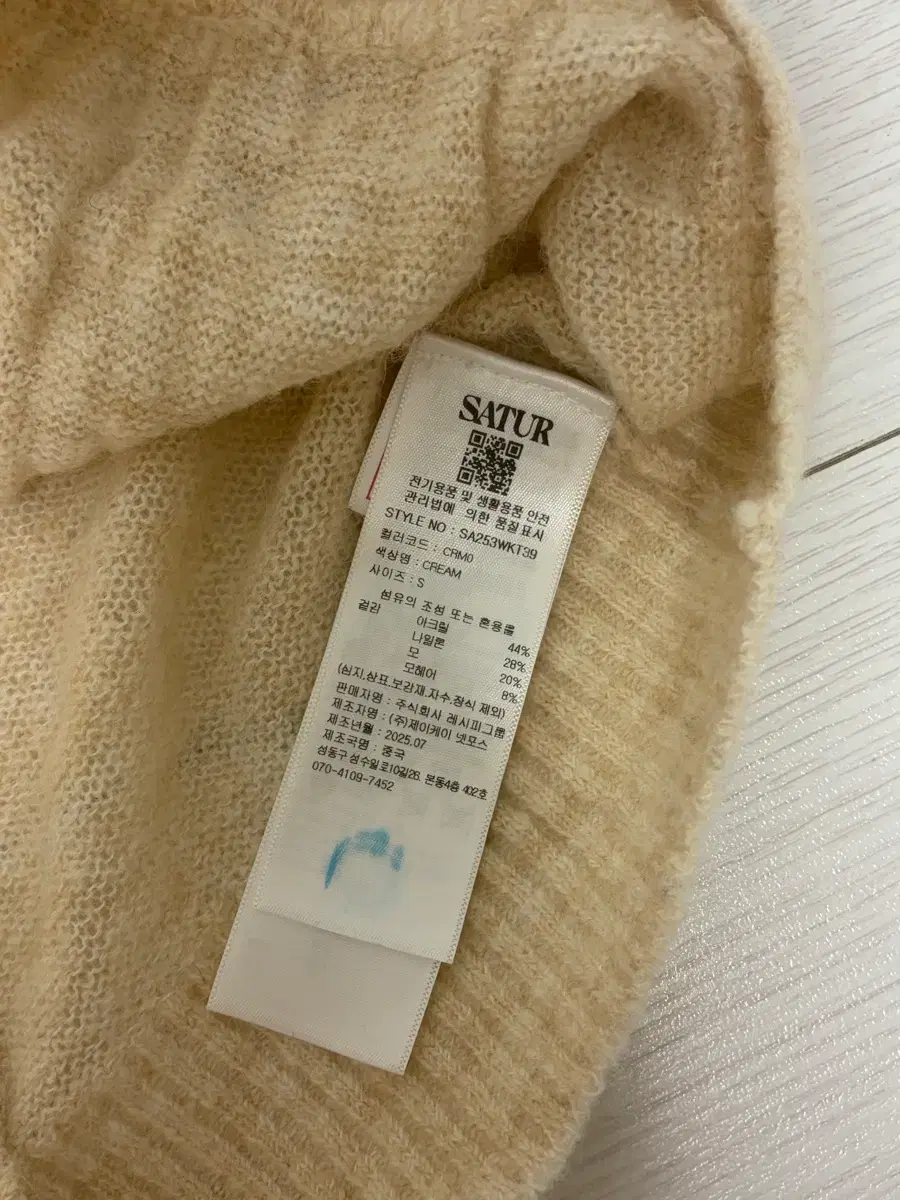 SATUR
전기용품 및 생활용품 안전
관리법에 의한 품질표시
STYLE NO : SA253WKT39
컬러코드 : CRM0
색상명 : CREAM
사이즈 : S
섬유의 조성 또는 혼용률
겉감
아크릴 44%
나일론 28%
모 20%
모헤어 8%
(심지,상표,보강재,자수,장식 제외)
판매자명 : 주식회사 레시피그룹
제조자명 : (주)제이케이 넷포스
제조년월 : 2025.07
제조국명 : 중국
성동구 성수일로10길26 본동4층 402호
070-4109-7452